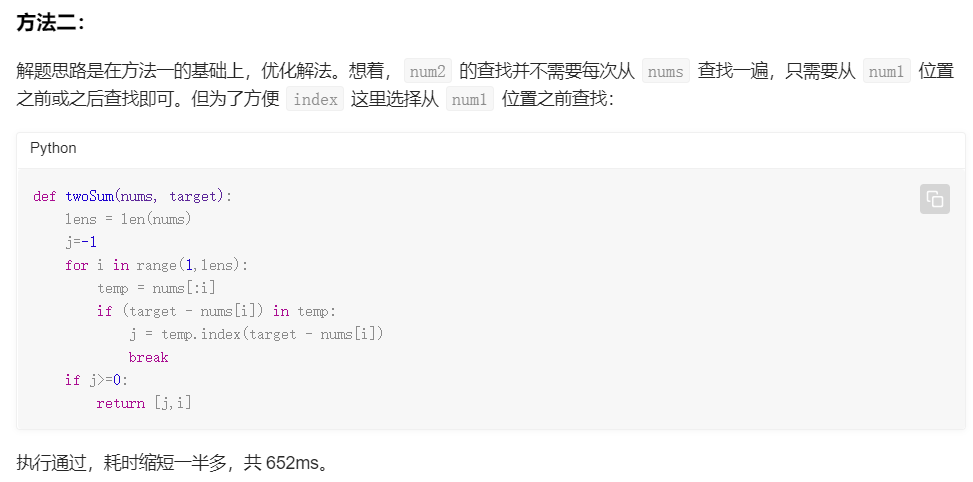 方法二：
解题思路是在方法一的基础上，优化解法。想着， num2 的查找并不需要每次从 nums 查找一遍，只需要从 num1 位置
之前或之后查找即可。但为了方便 index 这里选择从 num1 位置之前查找：
Python
def twoSum(nums, target):
    lens = len(nums)
    j=-1
    for i in range(1,lens):
        temp = nums[:i]
        if (target - nums[i]) in temp:
            j = temp.index(target - nums[i])
            break
    if j>=0:
        return [j,i]
执行通过，耗时缩短一半多，共 652ms。